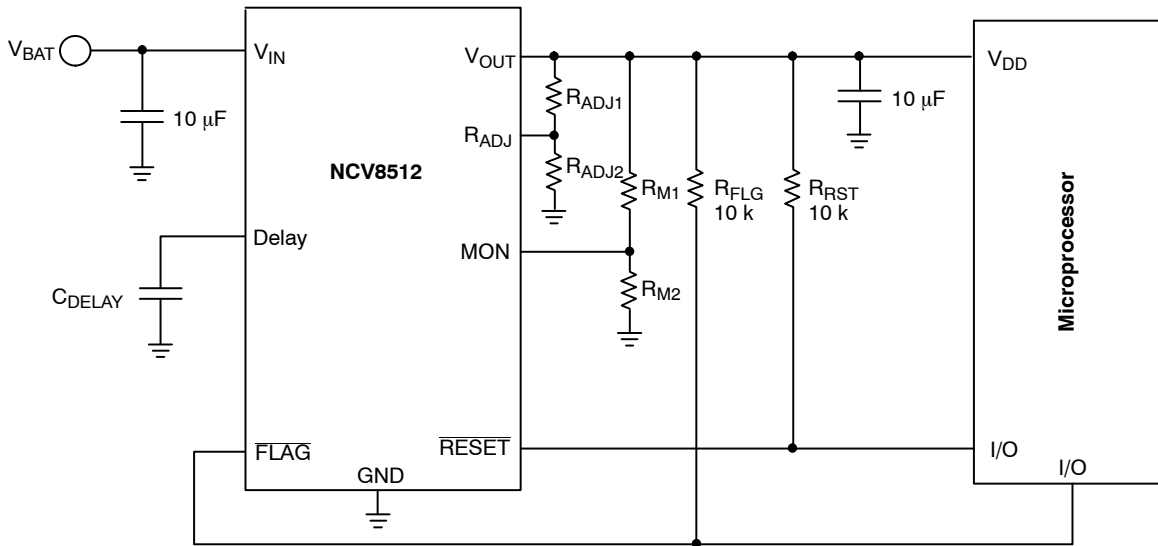 V_BAT
V_IN
10 μF
NCV8512
Delay
C_DELAY
FLAG
GND
V_OUT
R_ADJ
MON
RESET
R_ADJ1
R_ADJ2
R_M1
R_M2
R_FLG
10 k
R_RST
10 k
10 μF
V_DD
Microprocessor
I/O
I/O